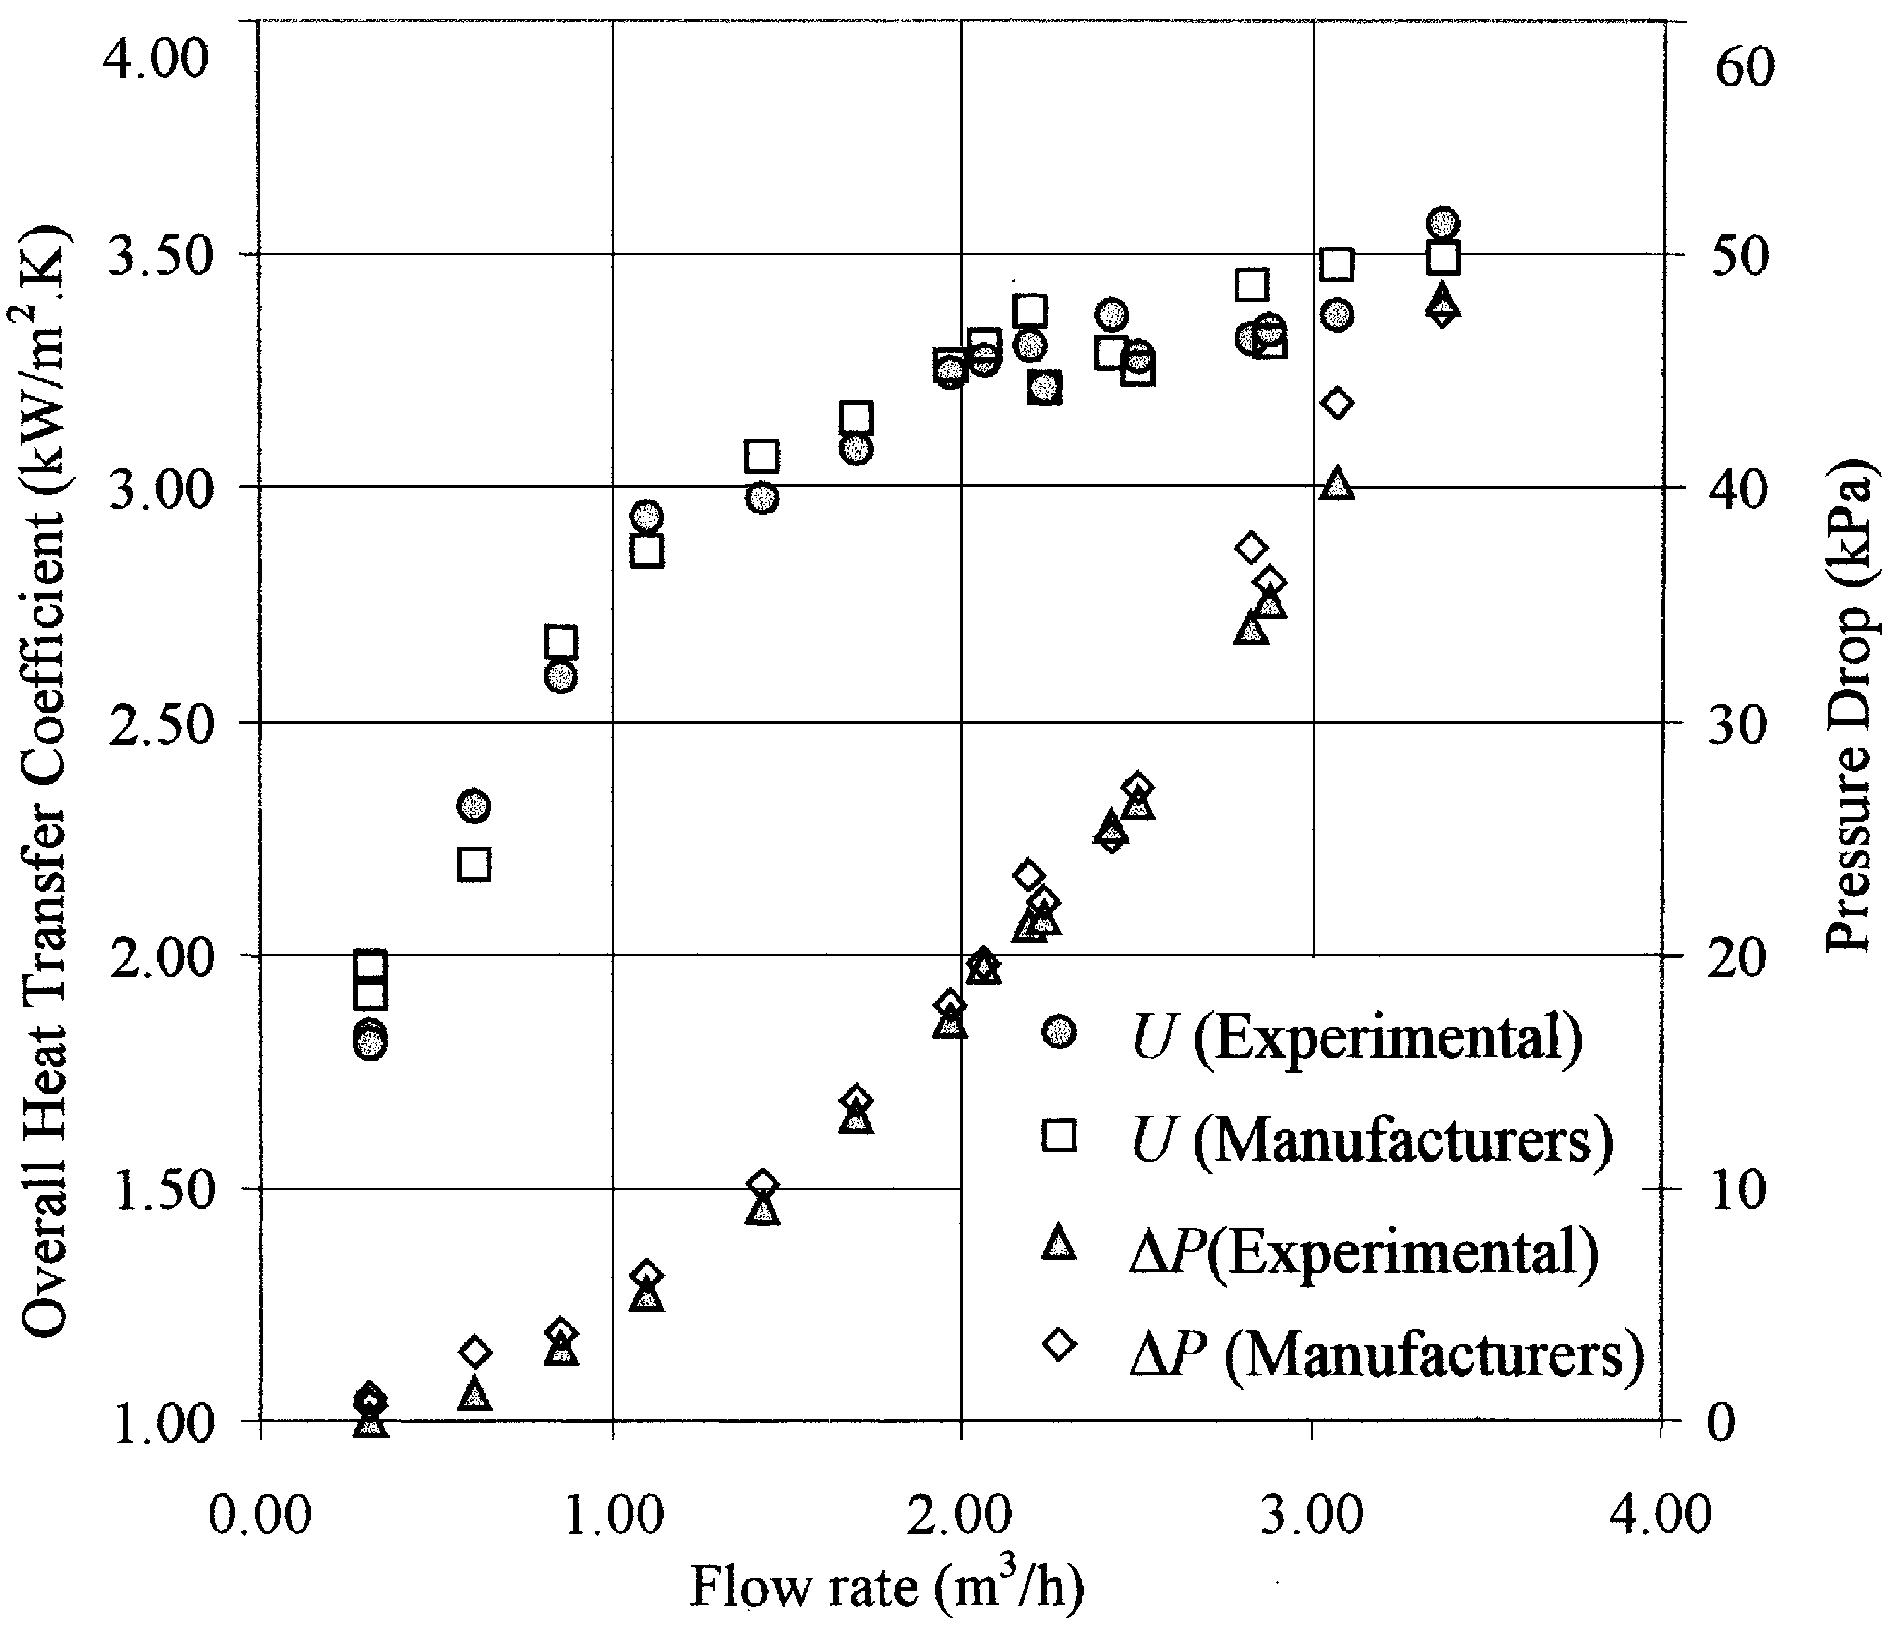 4.00
3.50
3.00
2.50
2.00
1.50
1.00
Overall Heat Transfer Coefficient (kW/m².K)
60
50
40
30
20
10
0
Pressure Drop (kPa)
U (Experimental)
U (Manufacturers)
ΔP(Experimental)
ΔP (Manufacturers)
0.00 1.00 2.00 3.00 4.00
Flow rate (m³/h)